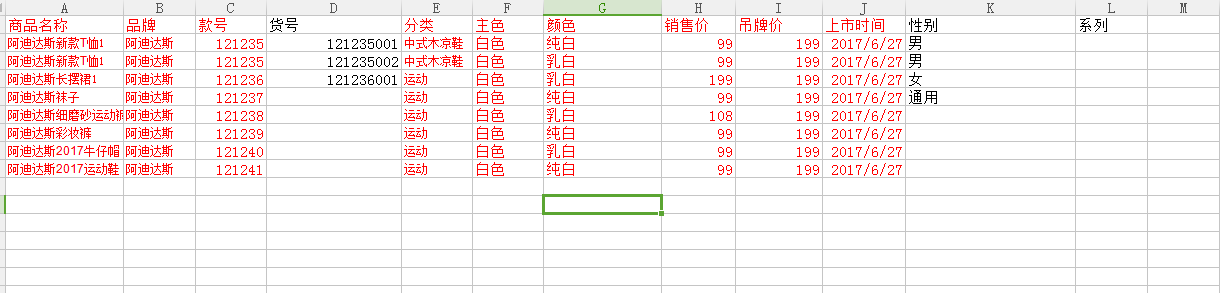 A B C D E F G H I J K L M
商品名称 品牌 款号 货号 分类 主色 颜色 销售价 吊牌价 上市时间 性别 系列
阿迪达斯新款T恤1 阿迪达斯 121235 121235001 中式木凉鞋 白色 纯白 99 199 2017/6/27 男
阿迪达斯新款T恤1 阿迪达斯 121235 121235002 中式木凉鞋 白色 乳白 99 199 2017/6/27 男
阿迪达斯长摆裙1 阿迪达斯 121236 121236001 运动 白色 乳白 199 199 2017/6/27 女
阿迪达斯袜子 阿迪达斯 121237 运动 白色 纯白 99 199 2017/6/27 通用
阿迪达斯细磨砂运动裤 阿迪达斯 121238 运动 白色 乳白 108 199 2017/6/27
阿迪达斯彩妆裤 阿迪达斯 121239 运动 白色 纯白 99 199 2017/6/27
阿迪达斯2017牛仔帽 阿迪达斯 121240 运动 白色 乳白 99 199 2017/6/27
阿迪达斯2017运动鞋 阿迪达斯 121241 运动 白色 纯白 99 199 2017/6/27